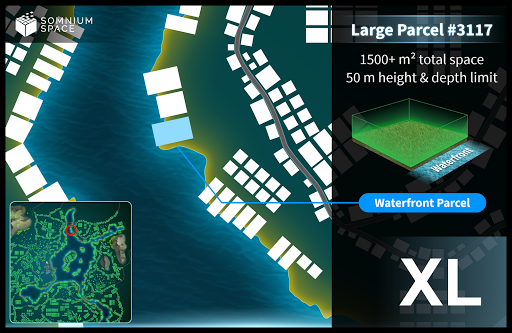 SOMNIUM
SPACE
Large Parcel #3117
1500+ m² total space
50 m height & depth limit
Waterfront
Waterfront Parcel
XL